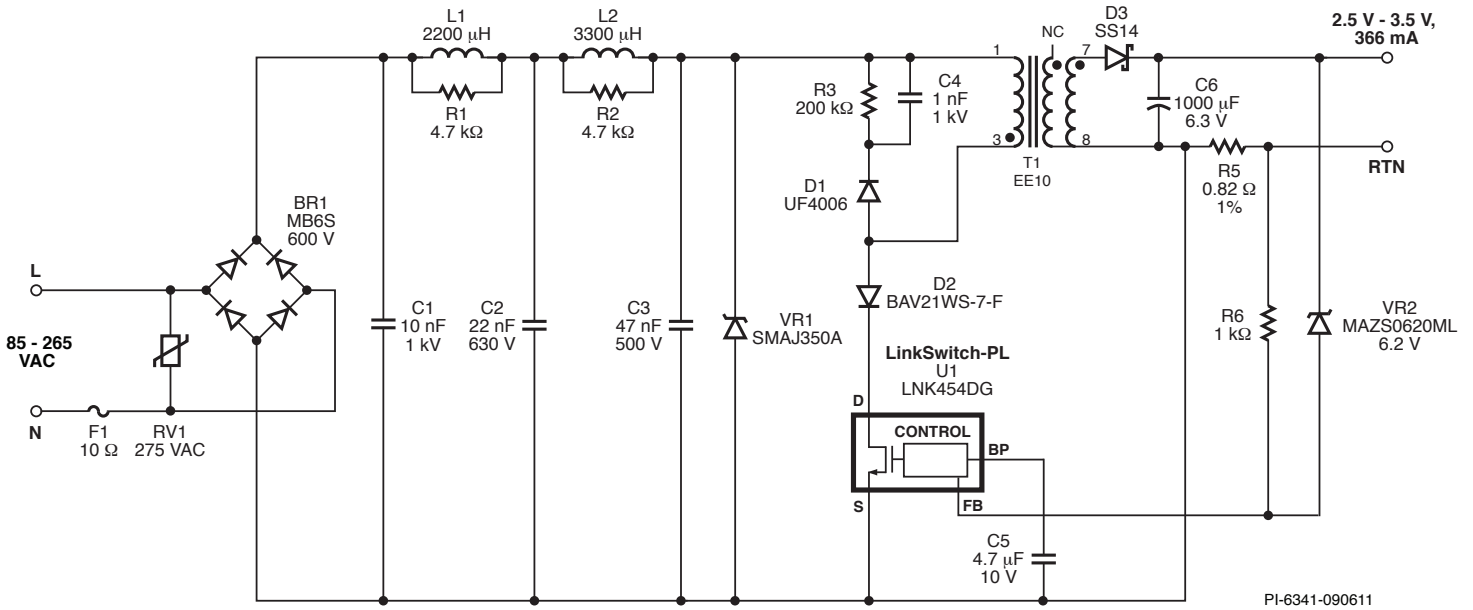 L1
2200 μH
L2
3300 μH
R1
4.7 kΩ
R2
4.7 kΩ
R3
200 kΩ
C4
1 nF
1 kV
1
3
NC
7
8
T1
EE10
D3
SS14
2.5 V - 3.5 V,
366 mA
C6
1000 μF
6.3 V
RTN
R5
0.82 Ω
1%
D1
UF4006
BR1
MB6S
600 V
L
85 - 265
VAC
N
F1
10 Ω
RV1
275 VAC
C1
10 nF
1 kV
C2
22 nF
630 V
C3
47 nF
500 V
VR1
SMAJ350A
D2
BAV21WS-7-F
LinkSwitch-PL
U1
LNK454DG
D
CONTROL
BP
S
FB
C5
4.7 μF
10 V
R6
1 kΩ
VR2
MAZS0620ML
6.2 V
PI-6341-090611